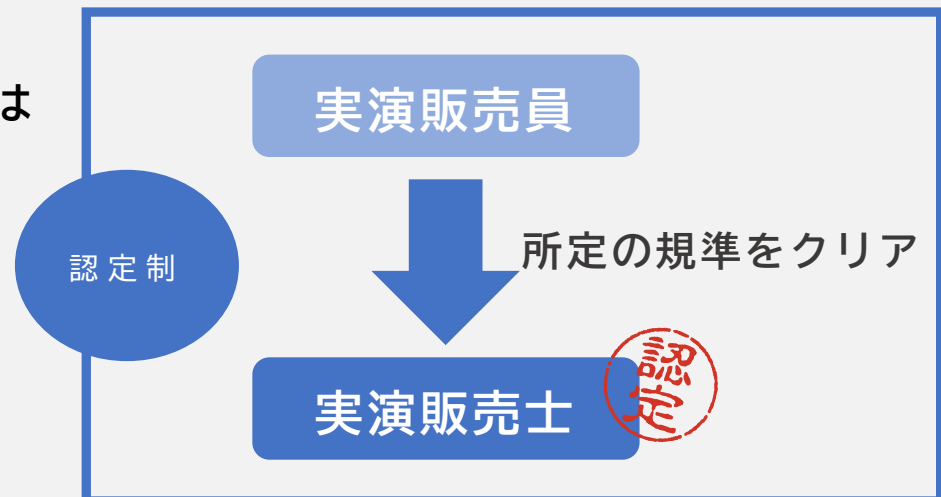 は
実演販売員
所定の規準をクリア
認定制
実演販売士
認定